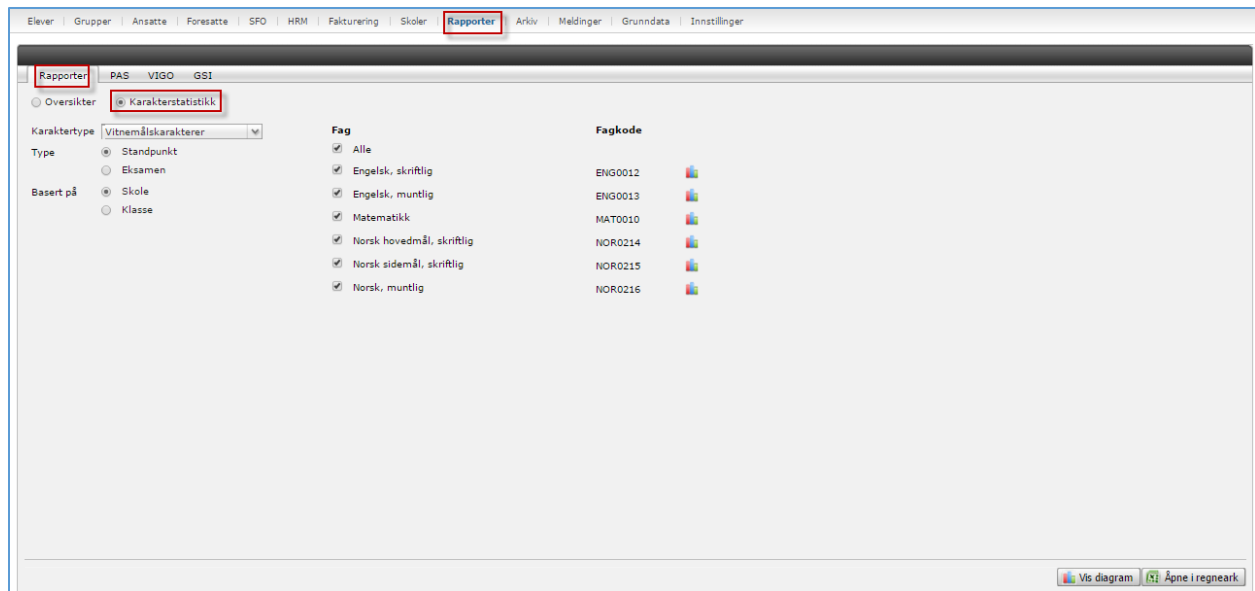 Elever Grupper Ansatte Foresatte SFO HRM Fakturering Skoler Rapporter Arkiv Meldinger Grunndata Innstillinger
Rapporter PAS VIGO GSI
Oversikter Karakterstatistikk
Karaktertype Vitnemålskarakterer Fag Fagkode
Type Standpunkt Alle
Eksamen Engelsk, skriftlig ENG0012
Basert på Skole Engelsk, muntlig ENG0013
Klasse Matematikk MAT0010
Norsk hovedmål, skriftlig NOR0214
Norsk sidemål, skriftlig NOR0215
Norsk, muntlig NOR0216
Vis diagram Åpne i regneark